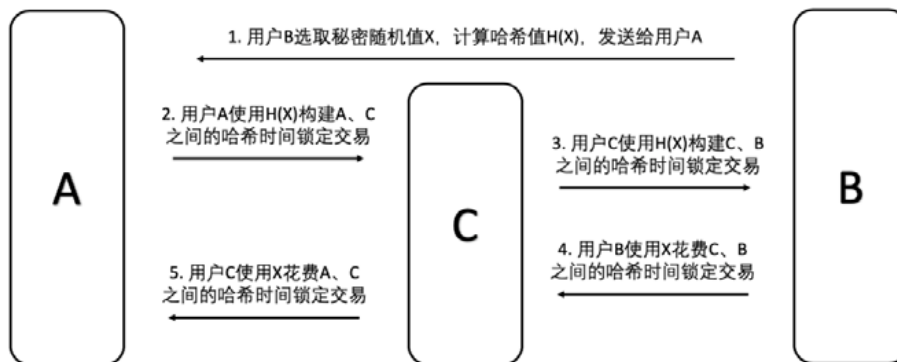 1. 用户B选取秘密随机值X，计算哈希值H(X)，发送给用户A
2. 用户A使用H(X)构建A、C
之间的哈希时间锁定交易
3. 用户C使用H(X)构建C、B
之间的哈希时间锁定交易
A
C
B
4. 用户B使用X花费C、B
之间的哈希时间锁定交易
5. 用户C使用X花费A、C
之间的哈希时间锁定交易